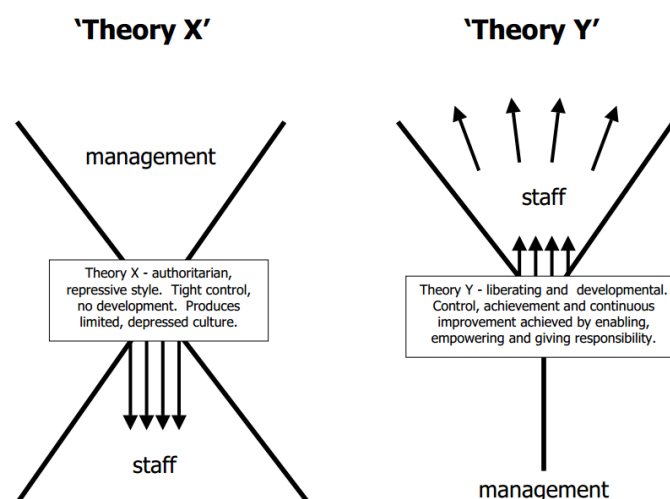 ‘Theory X’
management
Theory X - authoritarian,
repressive style. Tight control,
no development. Produces
limited, depressed culture.
staff
‘Theory Y’
staff
Theory Y - liberating and developmental.
Control, achievement and continuous
improvement achieved by enabling,
empowering and giving responsibility.
management